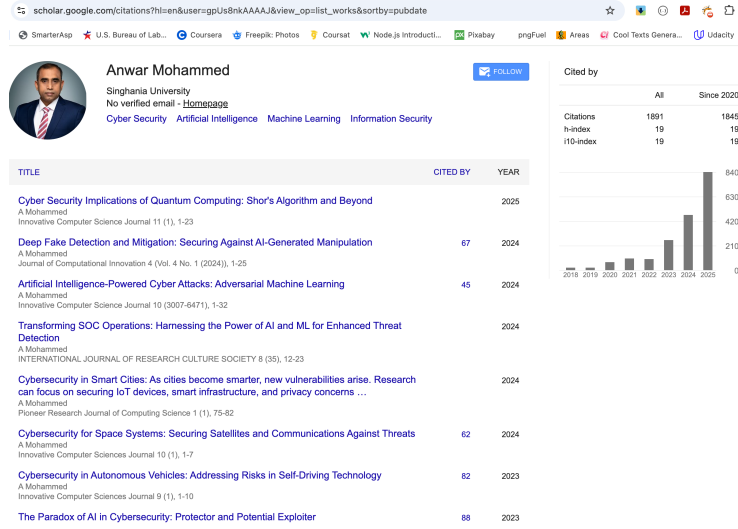 scholar.google.com/citations?hl=en&user=gpUs8nkAAAAJ&view_op=list_works&sortby=pubdate
SmarterAsp U.S. Bureau of Lab... Coursera Freepik: Photos Coursat Node.js Introducti... Pixabay pngFuel Areas Cool Texts Genera... Udacity
Anwar Mohammed
FOLLOW
Singhania University
No verified email - Homepage
Cyber Security Artificial Intelligence Machine Learning Information Security
TITLE CITED BY YEAR
Cyber Security Implications of Quantum Computing: Shor's Algorithm and Beyond 2025
A Mohammed
Innovative Computer Science Journal 11 (1), 1-23
Deep Fake Detection and Mitigation: Securing Against AI-Generated Manipulation 67 2024
A Mohammed
Journal of Computational Innovation 4 (Vol. 4 No. 1 (2024)), 1-25
Artificial Intelligence-Powered Cyber Attacks: Adversarial Machine Learning 45 2024
A Mohammed
Innovative Computer Science Journal 10 (3007-6471), 1-32
Transforming SOC Operations: Harnessing the Power of AI and ML for Enhanced Threat 2024
Detection
A Mohammed
INTERNATIONAL JOURNAL OF RESEARCH CULTURE SOCIETY 8 (35), 12-23
Cybersecurity in Smart Cities: As cities become smarter, new vulnerabilities arise. Research 2024
can focus on securing IoT devices, smart infrastructure, and privacy concerns …
A Mohammed
Pioneer Research Journal of Computing Science 1 (1), 75-82
Cybersecurity for Space Systems: Securing Satellites and Communications Against Threats 62 2024
A Mohammed
Innovative Computer Sciences Journal 10 (1), 1-7
Cybersecurity in Autonomous Vehicles: Addressing Risks in Self-Driving Technology 82 2023
A Mohammed
Innovative Computer Sciences Journal 9 (1), 1-10
The Paradox of AI in Cybersecurity: Protector and Potential Exploiter 88 2023
Cited by
All Since 2020
Citations 1891 1845
h-index 19 19
i10-index 19 19
840
630
420
210
0
2018 2019 2020 2021 2022 2023 2024 2025